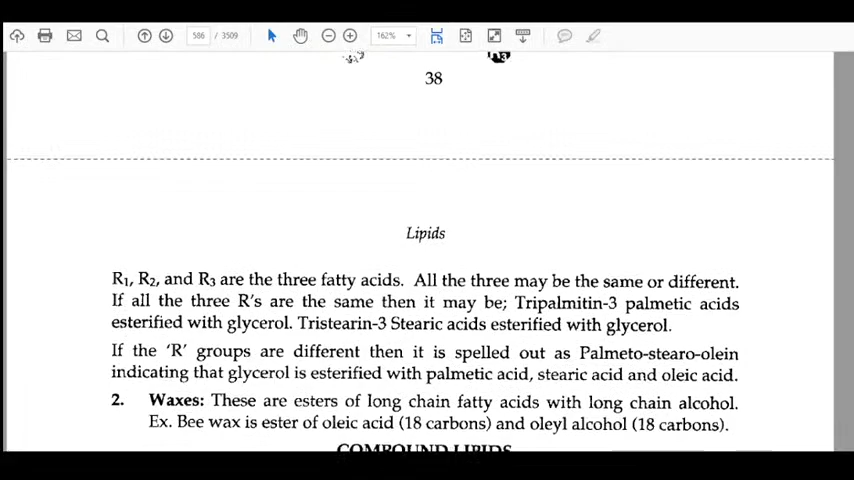 586 / 3509 162%
38
Lipids
R1, R2, and R3 are the three fatty acids. All the three may be the same or different.
If all the three R's are the same then it may be; Tripalmitin-3 palmetic acids
esterified with glycerol. Tristearin-3 Stearic acids esterified with glycerol.
If the 'R' groups are different then it is spelled out as Palmeto-stearo-olein
indicating that glycerol is esterified with palmetic acid, stearic acid and oleic acid.
2. Waxes: These are esters of long chain fatty acids with long chain alcohol.
Ex. Bee wax is ester of oleic acid (18 carbons) and oleyl alcohol (18 carbons).
COMPOUND LIPIDS